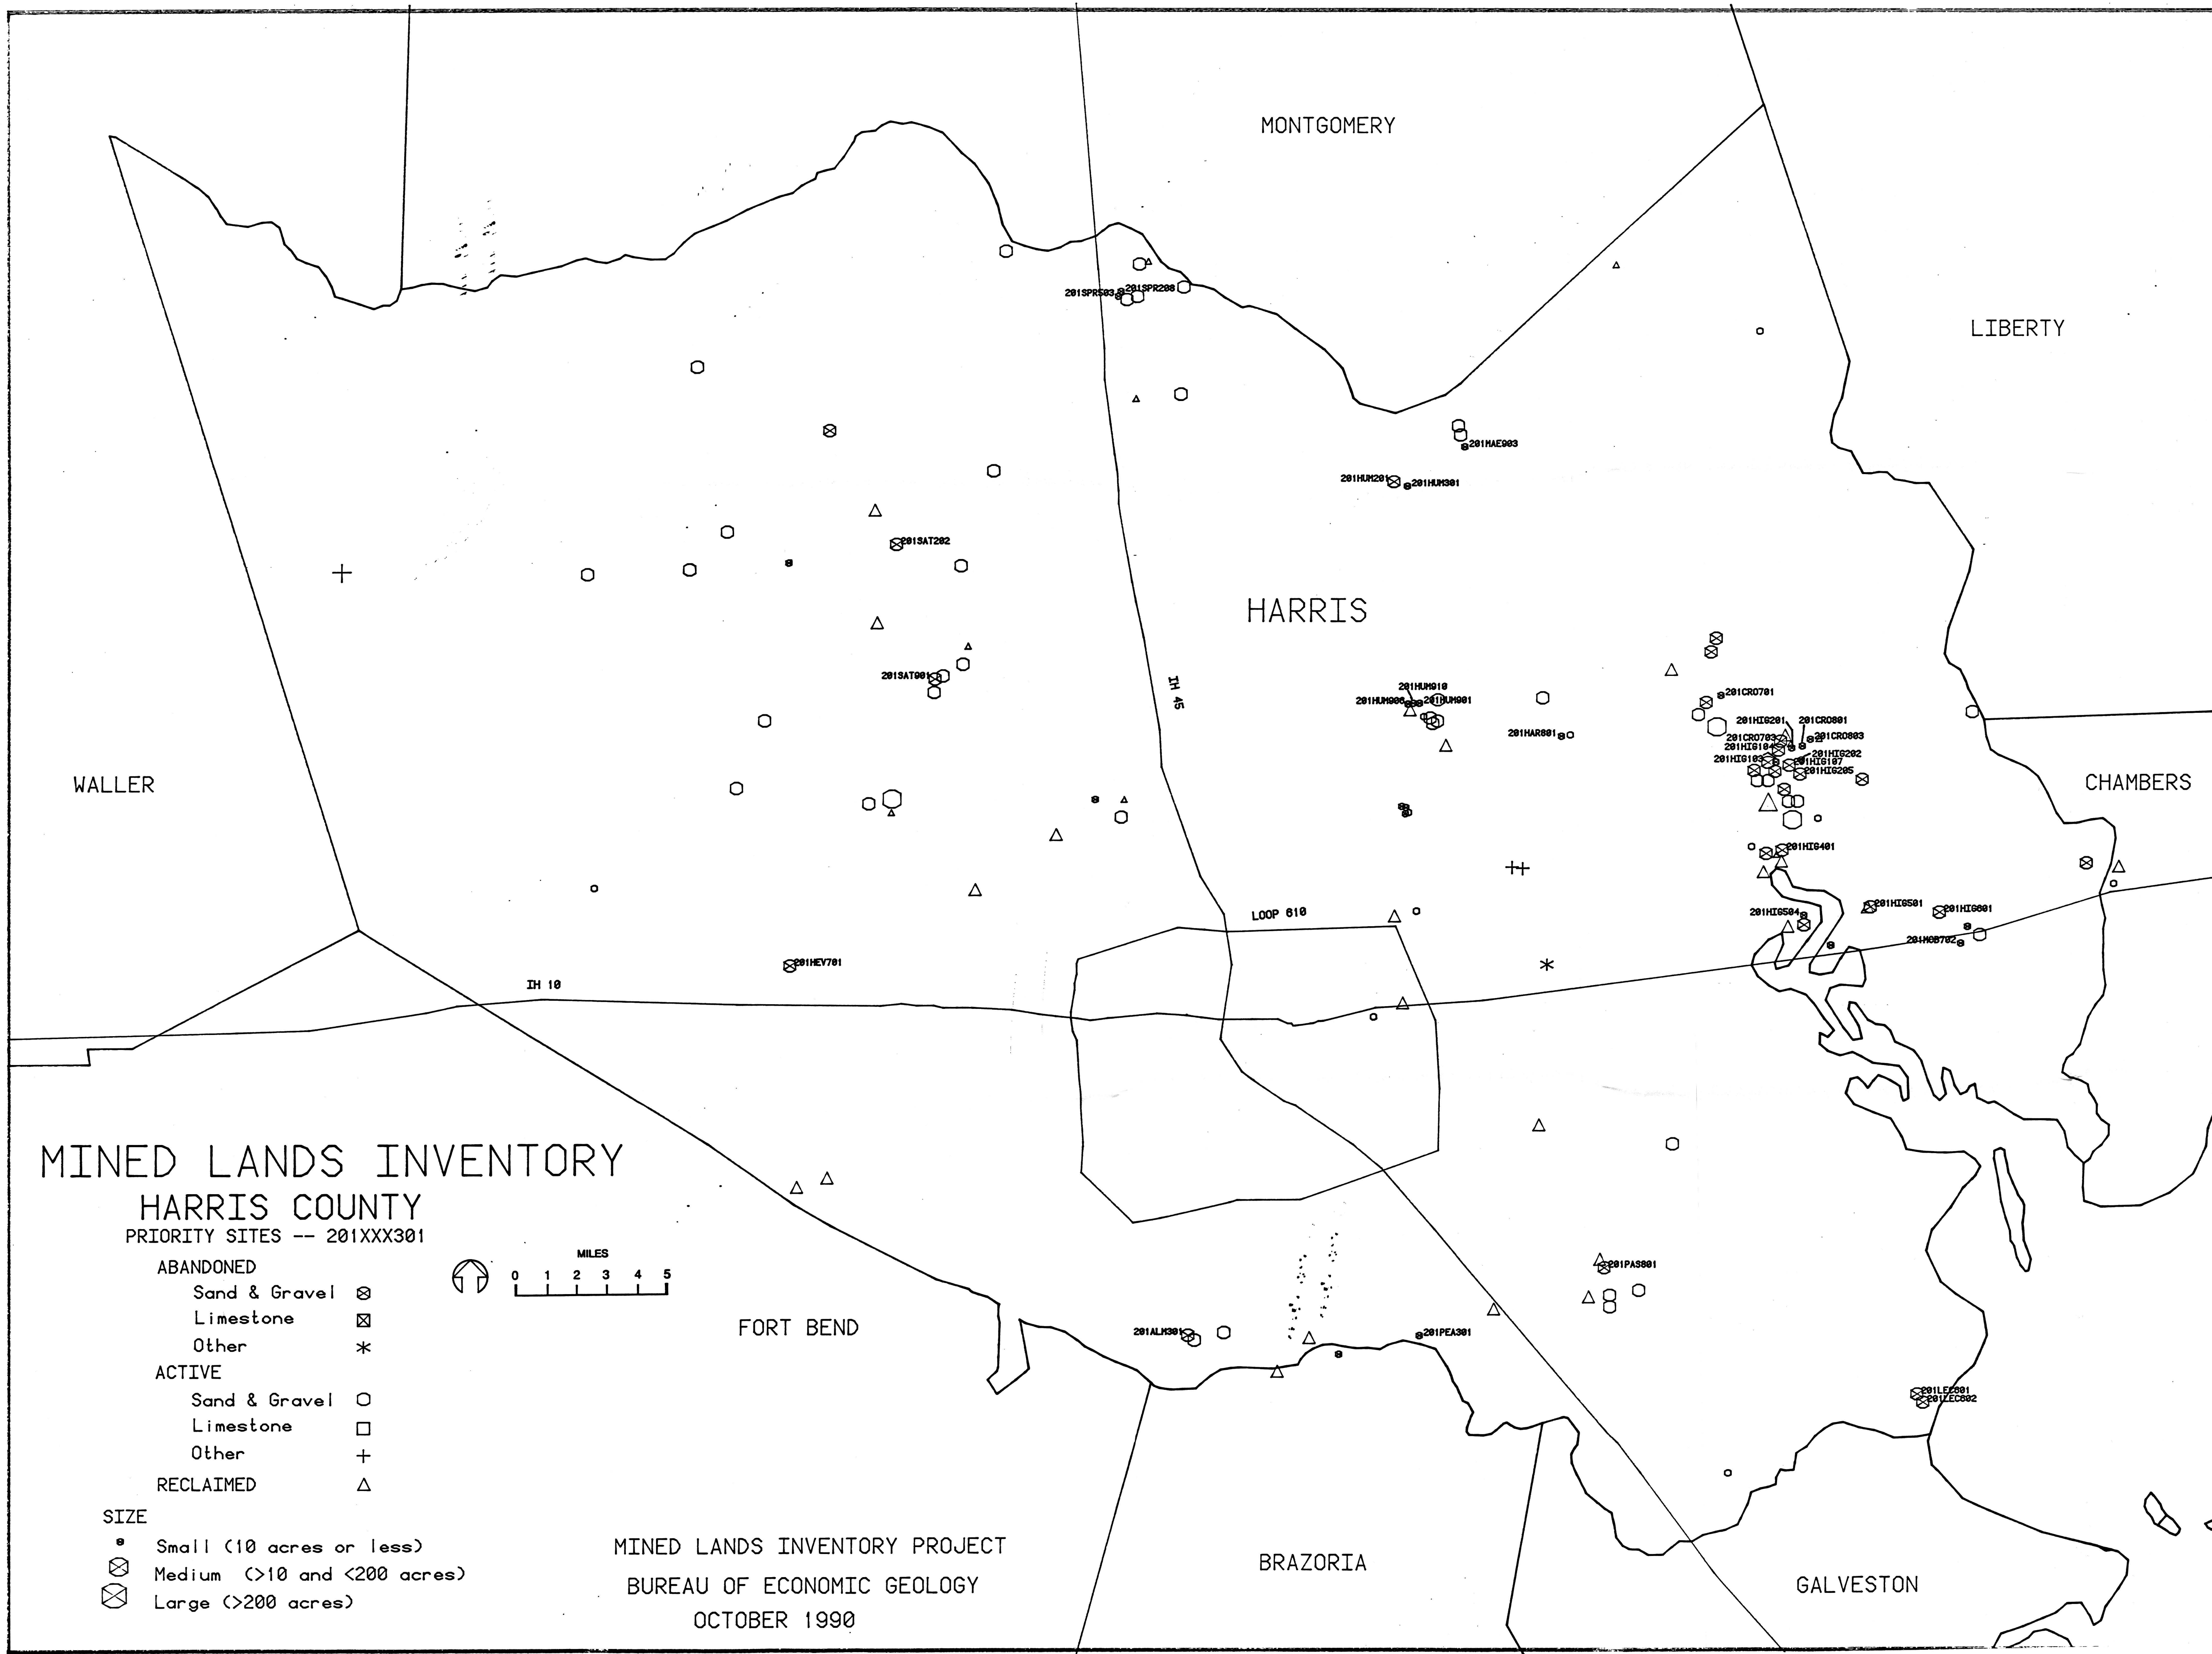 MONTGOMERY
201SPR503
201SPR208
LIBERTY
201MAE903
201HUM201
201HUM301
201SAT202
HARRIS
201SAT901
IH 45
201HUM910
201HUM906
201HUM901
201HAR801
201CRO701
201HIG201
201CRO801
201CRO703
201CRO803
201HIG104
201HIG202
201HIG103
201HIG107
201HIG205
WALLER
CHAMBERS
201HIG401
LOOP 610
201HIG504
201HIG501
201HIG601
201MOB702
201HEV701
IH 10
MINED LANDS INVENTORY
HARRIS COUNTY
PRIORITY SITES -- 201XXX301
ABANDONED
Sand & Gravel
Limestone
Other
ACTIVE
Sand & Gravel
Limestone
Other
RECLAIMED
SIZE
Small (10 acres or less)
Medium (>10 and <200 acres)
Large (>200 acres)
MILES
0 1 2 3 4 5
FORT BEND
201PAS801
201ALM301
201PEA301
201LEC601
201LEC602
MINED LANDS INVENTORY PROJECT
BUREAU OF ECONOMIC GEOLOGY
OCTOBER 1990
BRAZORIA
GALVESTON